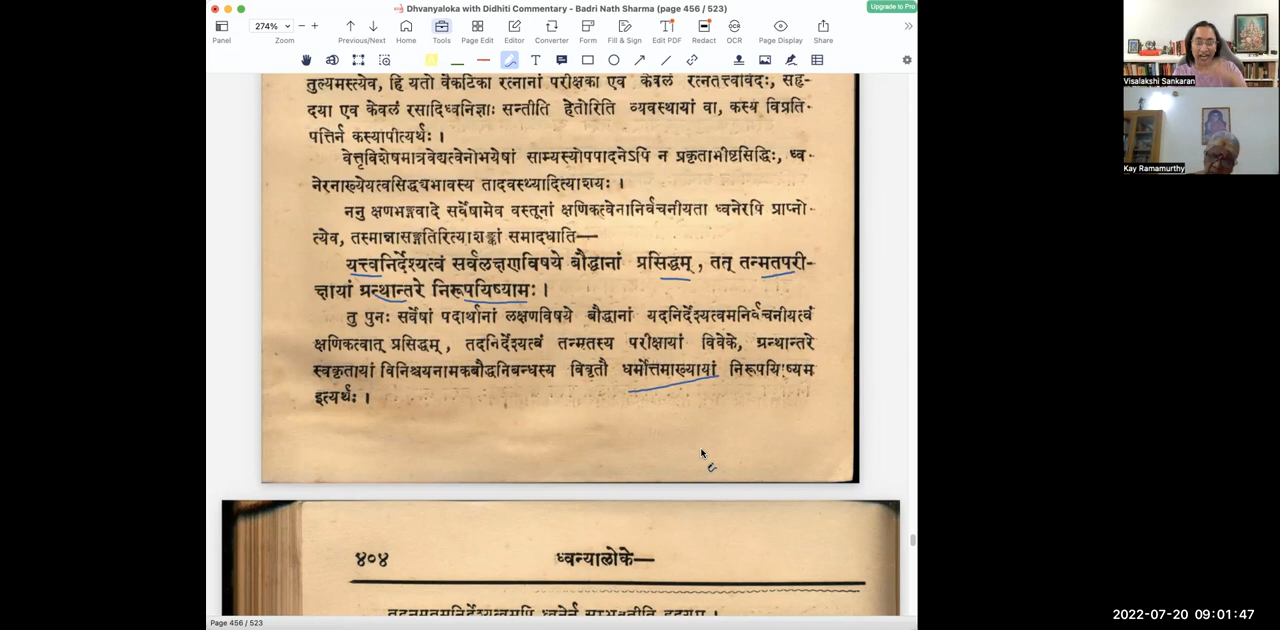 Dhvanyaloka with Didhiti Commentary - Badri Nath Sharma (page 456 / 523)
Upgrade to Pro
274%
Panel
Zoom
Previous/Next
Home
Tools
Page Edit
Editor
Converter
Form
Fill & Sign
Edit PDF
Redact
OCR
Page Display
Share
तुल्यमस्त्येव, हि यतो वैकटिका रत्नानां परीक्षका एव केवलं रत्नतत्त्वविदः, सहृ-
दया एव केवलं रसादिध्वनिज्ञाः सन्तीति हेतोरिति व्यवस्थायां वा, कस्य विप्रति-
पत्तिर्न कस्यापीत्यर्थः ।
वेत्तृविशेषमात्रवेद्यत्वेनोभयेषां साम्यस्योपपादनेऽपि न प्रकृताभीष्टसिद्धिः, ध्व-
नेरनाख्येयत्वसिद्ध्यभावस्य तादवस्थ्यादित्याशयः ।
ननु क्षणभङ्गवादे सर्वेषामेव वस्तूनां क्षणिकत्वेनानिर्वचनीयता ध्वनेरपि प्राप्नो-
त्येव, तस्मान्नासङ्गतिरित्याशङ्कां समादधाति—
यत्त्वनिर्देश्यत्वं सर्वलक्षणविषये बौद्धानां प्रसिद्धम्, तत् तन्मतपरी-
क्षायां ग्रन्थान्तरे निरूपयिष्यामः ।
तु पुनः सर्वेषां पदार्थानां लक्षणविषये बौद्धानां यदनिर्देश्यत्वमनिर्वचनीयत्वं
क्षणिकत्वात् प्रसिद्धम्, तदनिर्देश्यत्वं तन्मतस्य परीक्षायां विवेके, ग्रन्थान्तरे
स्वकृतायां विनिश्चयनामकबौद्धनिबन्धस्य विवृतौ धर्मोत्तमाख्यायां निरूपयिष्याम
इत्यर्थः ।
४०४
ध्वन्यालोके—
Page 456 / 523
Visalakshi Sankaran
Kay Ramamurthy
2022-07-20 09:01:47